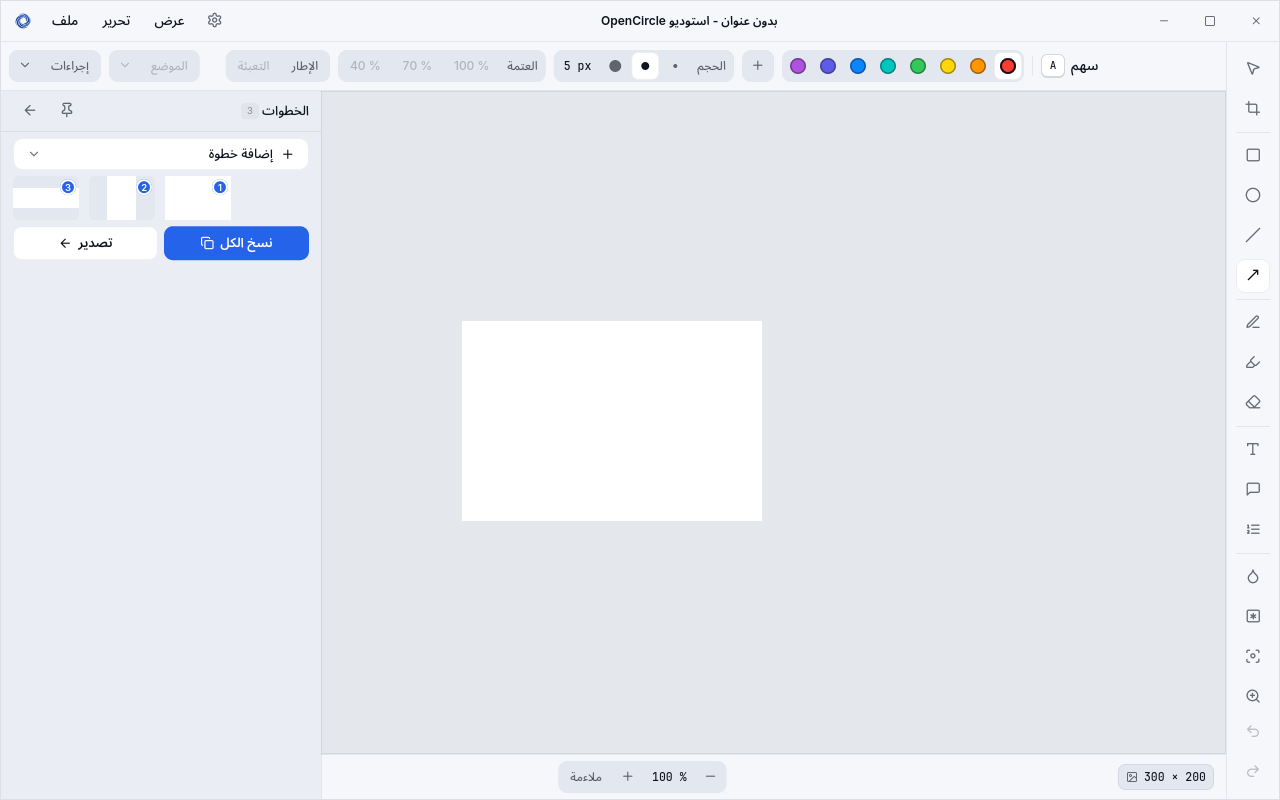 بدون عنوان - استوديو OpenCircle
ملف تحرير عرض
سهم A
الحجم 5 px
العتمة 100 % 70 % 40 %
الإطار التعبئة
الموضع
إجراءات
الخطوات 3
إضافة خطوة
1 2 3
نسخ الكل
تصدير
300 × 200
100 %
ملاءمة